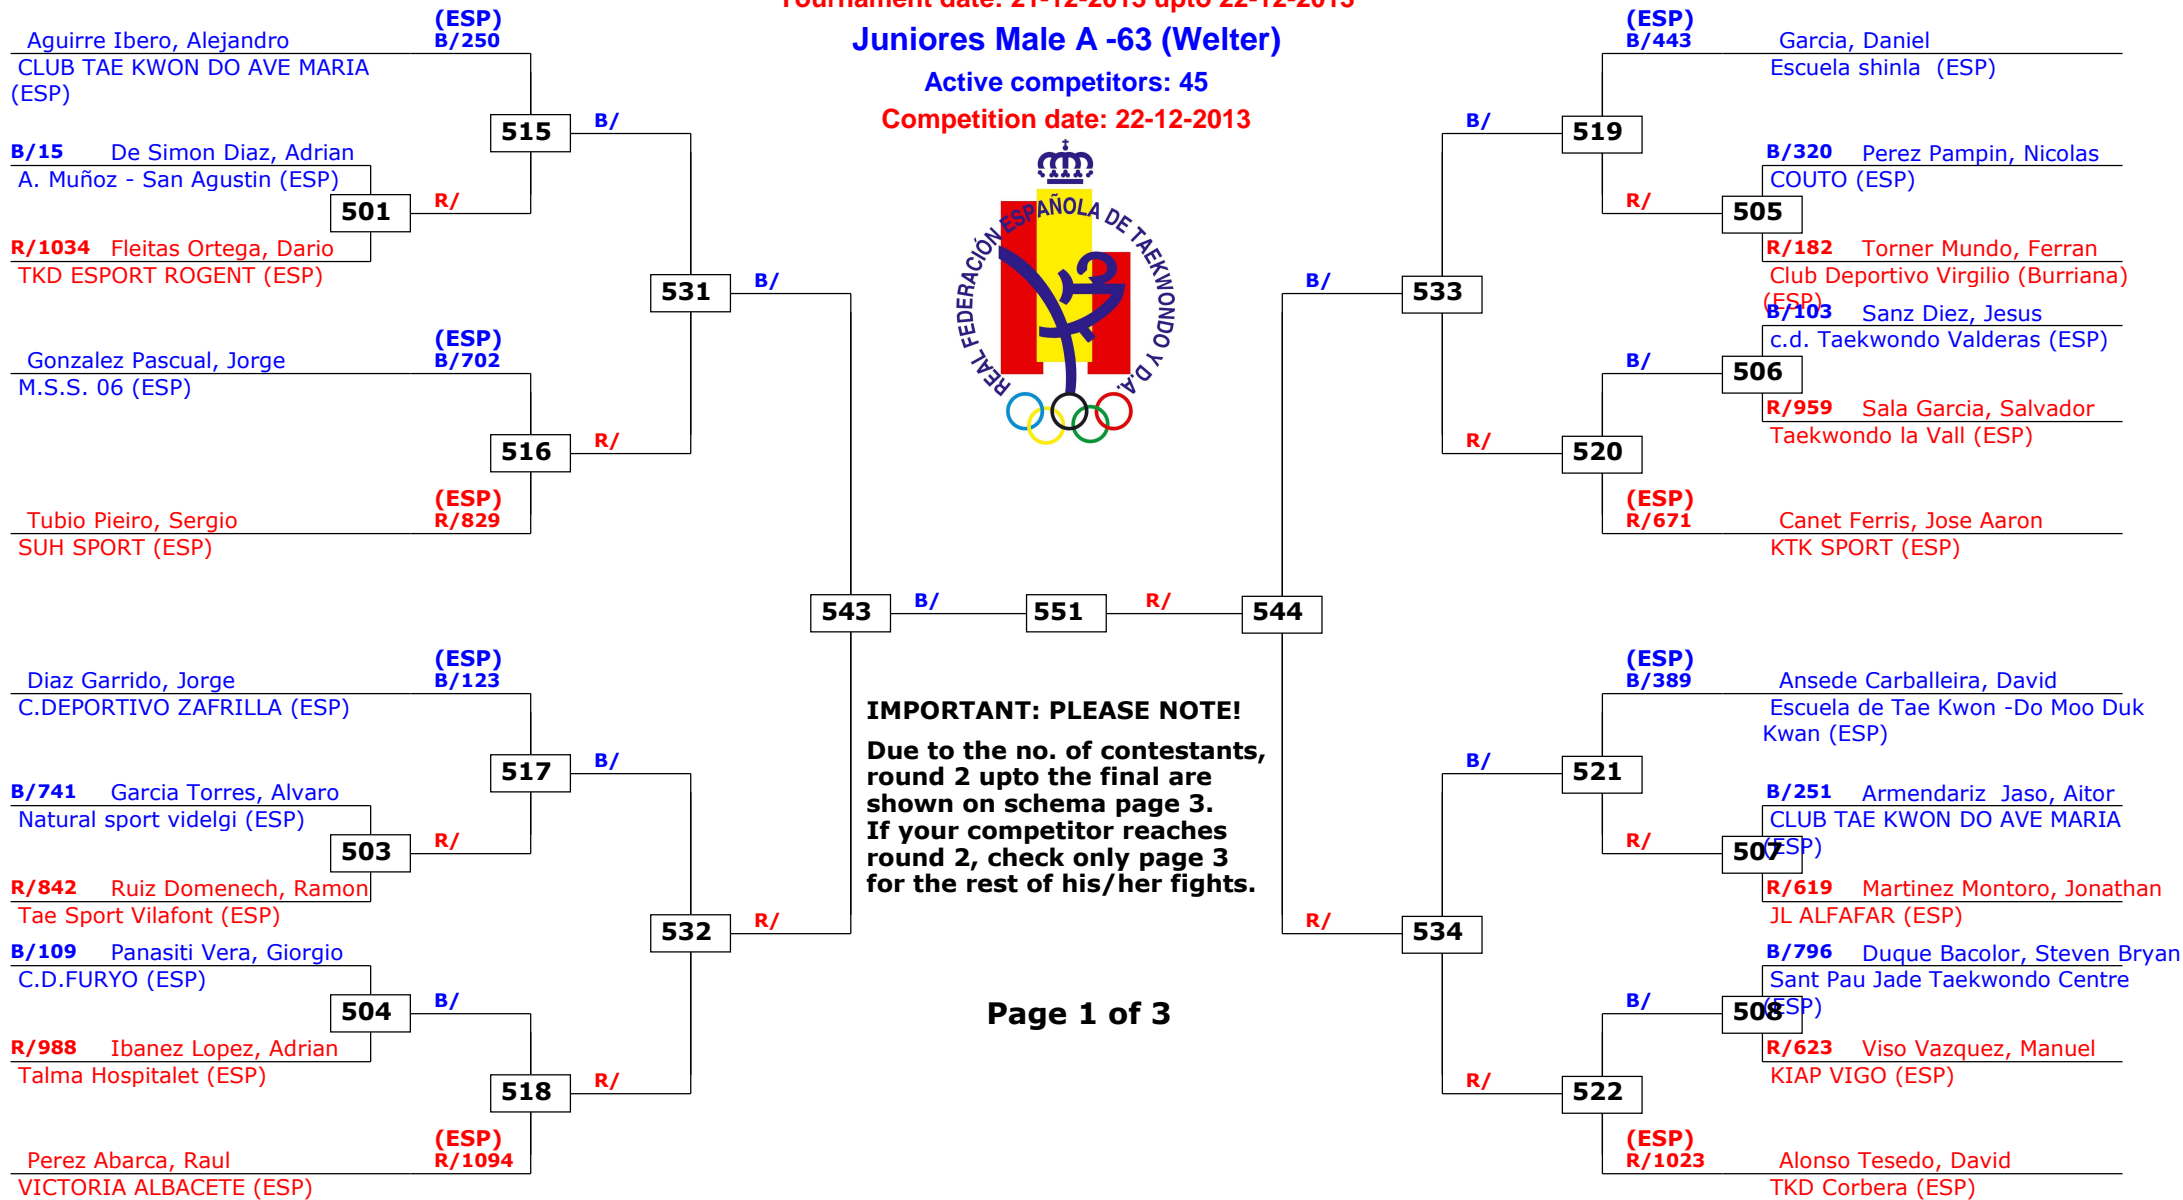 Tournament date: 21-12-2013 upto 22-12-2013
Juniores Male A -63 (Welter)
Active competitors: 45
Competition date: 22-12-2013
REAL FEDERACIÓN ESPAÑOLA DE TAEKWONDO Y D.A.
(ESP)
Aguirre Ibero, Alejandro B/250
CLUB TAE KWON DO AVE MARIA
(ESP)
515 B/
B/15 De Simon Diaz, Adrian
A. Muñoz - San Agustin (ESP)
501 R/
R/1034 Fleitas Ortega, Dario
TKD ESPORT ROGENT (ESP)
531 B/
(ESP)
Gonzalez Pascual, Jorge B/702
M.S.S. 06 (ESP)
516 R/
(ESP)
Tubio Pieiro, Sergio R/829
SUH SPORT (ESP)
543 B/ 551 R/ 544
(ESP)
Diaz Garrido, Jorge B/123
C.DEPORTIVO ZAFRILLA (ESP)
517 B/
B/741 Garcia Torres, Alvaro
Natural sport videlgi (ESP)
503 R/
R/842 Ruiz Domenech, Ramon
Tae Sport Vilafont (ESP)
532 R/
B/109 Panasiti Vera, Giorgio
C.D.FURYO (ESP)
504 B/
R/988 Ibanez Lopez, Adrian
Talma Hospitalet (ESP)
518 R/
(ESP)
Perez Abarca, Raul R/1094
VICTORIA ALBACETE (ESP)
IMPORTANT: PLEASE NOTE!
Due to the no. of contestants,
round 2 upto the final are
shown on schema page 3.
If your competitor reaches
round 2, check only page 3
for the rest of his/her fights.
Page 1 of 3
(ESP)
B/443 Garcia, Daniel
Escuela shinla (ESP)
B/ 519
B/320 Perez Pampin, Nicolas
COUTO (ESP)
R/ 505
R/182 Torner Mundo, Ferran
Club Deportivo Virgilio (Burriana)
(ESP)
B/ 533
B/103 Sanz Diez, Jesus
c.d. Taekwondo Valderas (ESP)
B/ 506
R/959 Sala Garcia, Salvador
Taekwondo la Vall (ESP)
R/ 520
(ESP)
R/671 Canet Ferris, Jose Aaron
KTK SPORT (ESP)
(ESP)
B/389 Ansede Carballeira, David
Escuela de Tae Kwon -Do Moo Duk
Kwan (ESP)
B/ 521
B/251 Armendariz Jaso, Aitor
CLUB TAE KWON DO AVE MARIA
(ESP)
R/ 507
R/619 Martinez Montoro, Jonathan
JL ALFAFAR (ESP)
R/ 534
B/796 Duque Bacolor, Steven Bryan
Sant Pau Jade Taekwondo Centre
(ESP)
B/ 508
R/623 Viso Vazquez, Manuel
KIAP VIGO (ESP)
R/ 522
(ESP)
R/1023 Alonso Tesedo, David
TKD Corbera (ESP)